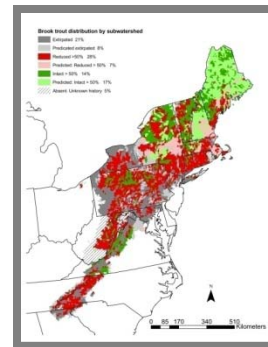 Brook trout distribution by subwatershed
Extirpated 21%
Predicated extirpated 6%
Reduced >50% 28%
Predicted: Reduced > 50% 7%
Intact > 50% 14%
Predicted: Intact > 50% 17%
Absent: Unknown history 5%
N
0 85 170 340 510
Kilometers